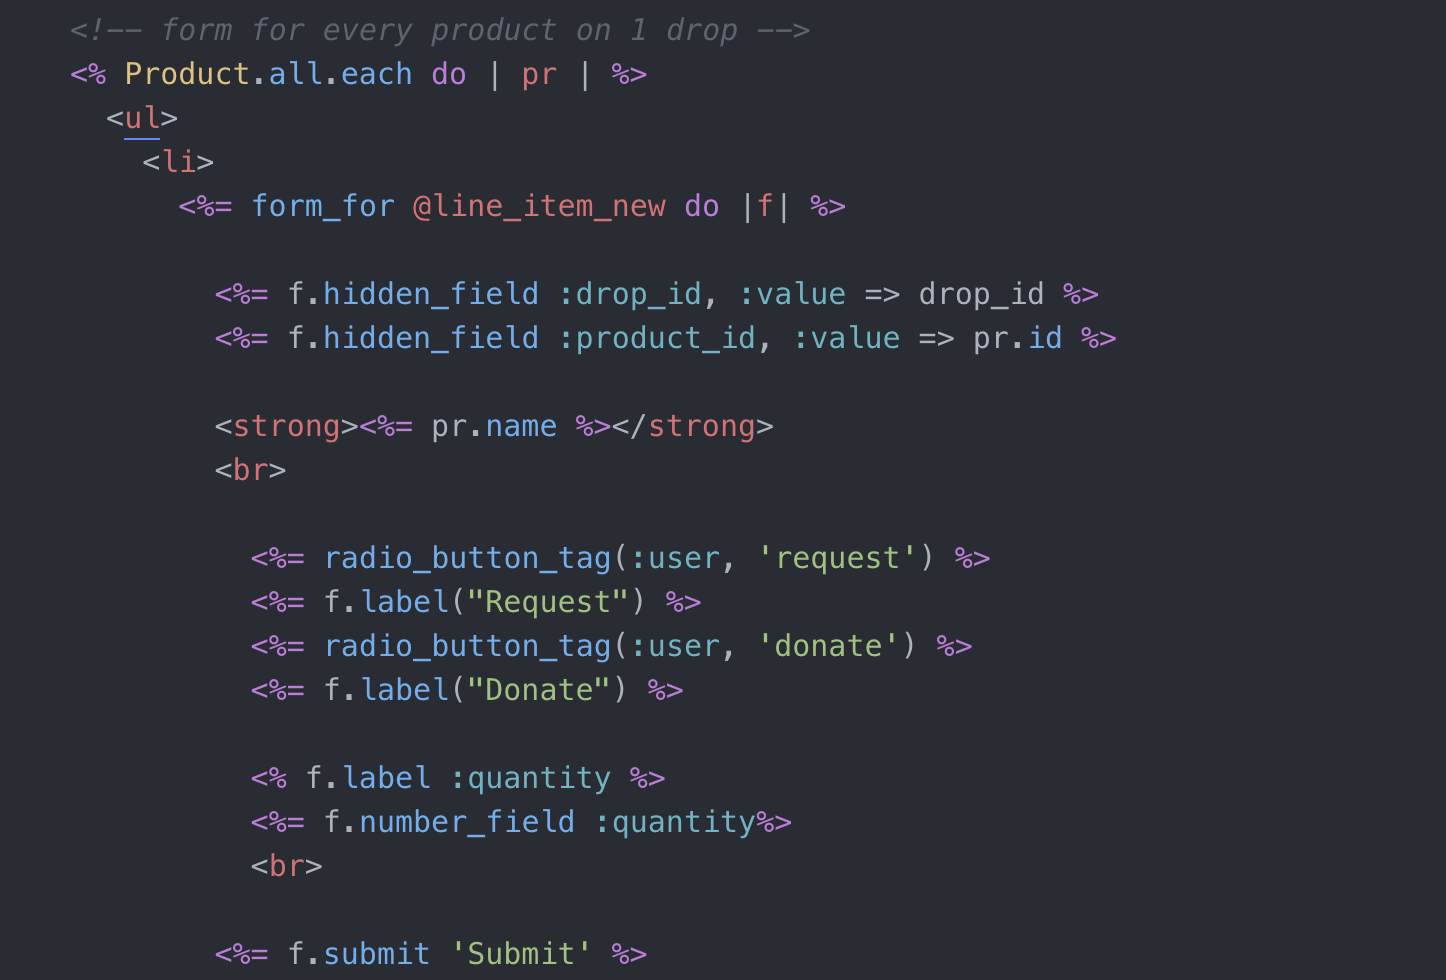 <!-- form for every product on 1 drop -->
<% Product.all.each do | pr | %>
<ul>
<li>
<%= form_for @line_item_new do |f| %>
<%= f.hidden_field :drop_id, :value => drop_id %>
<%= f.hidden_field :product_id, :value => pr.id %>
<strong><%= pr.name %></strong>
<br>
<%= radio_button_tag(:user, 'request') %>
<%= f.label("Request") %>
<%= radio_button_tag(:user, 'donate') %>
<%= f.label("Donate") %>
<% f.label :quantity %>
<%= f.number_field :quantity%>
<br>
<%= f.submit 'Submit' %>